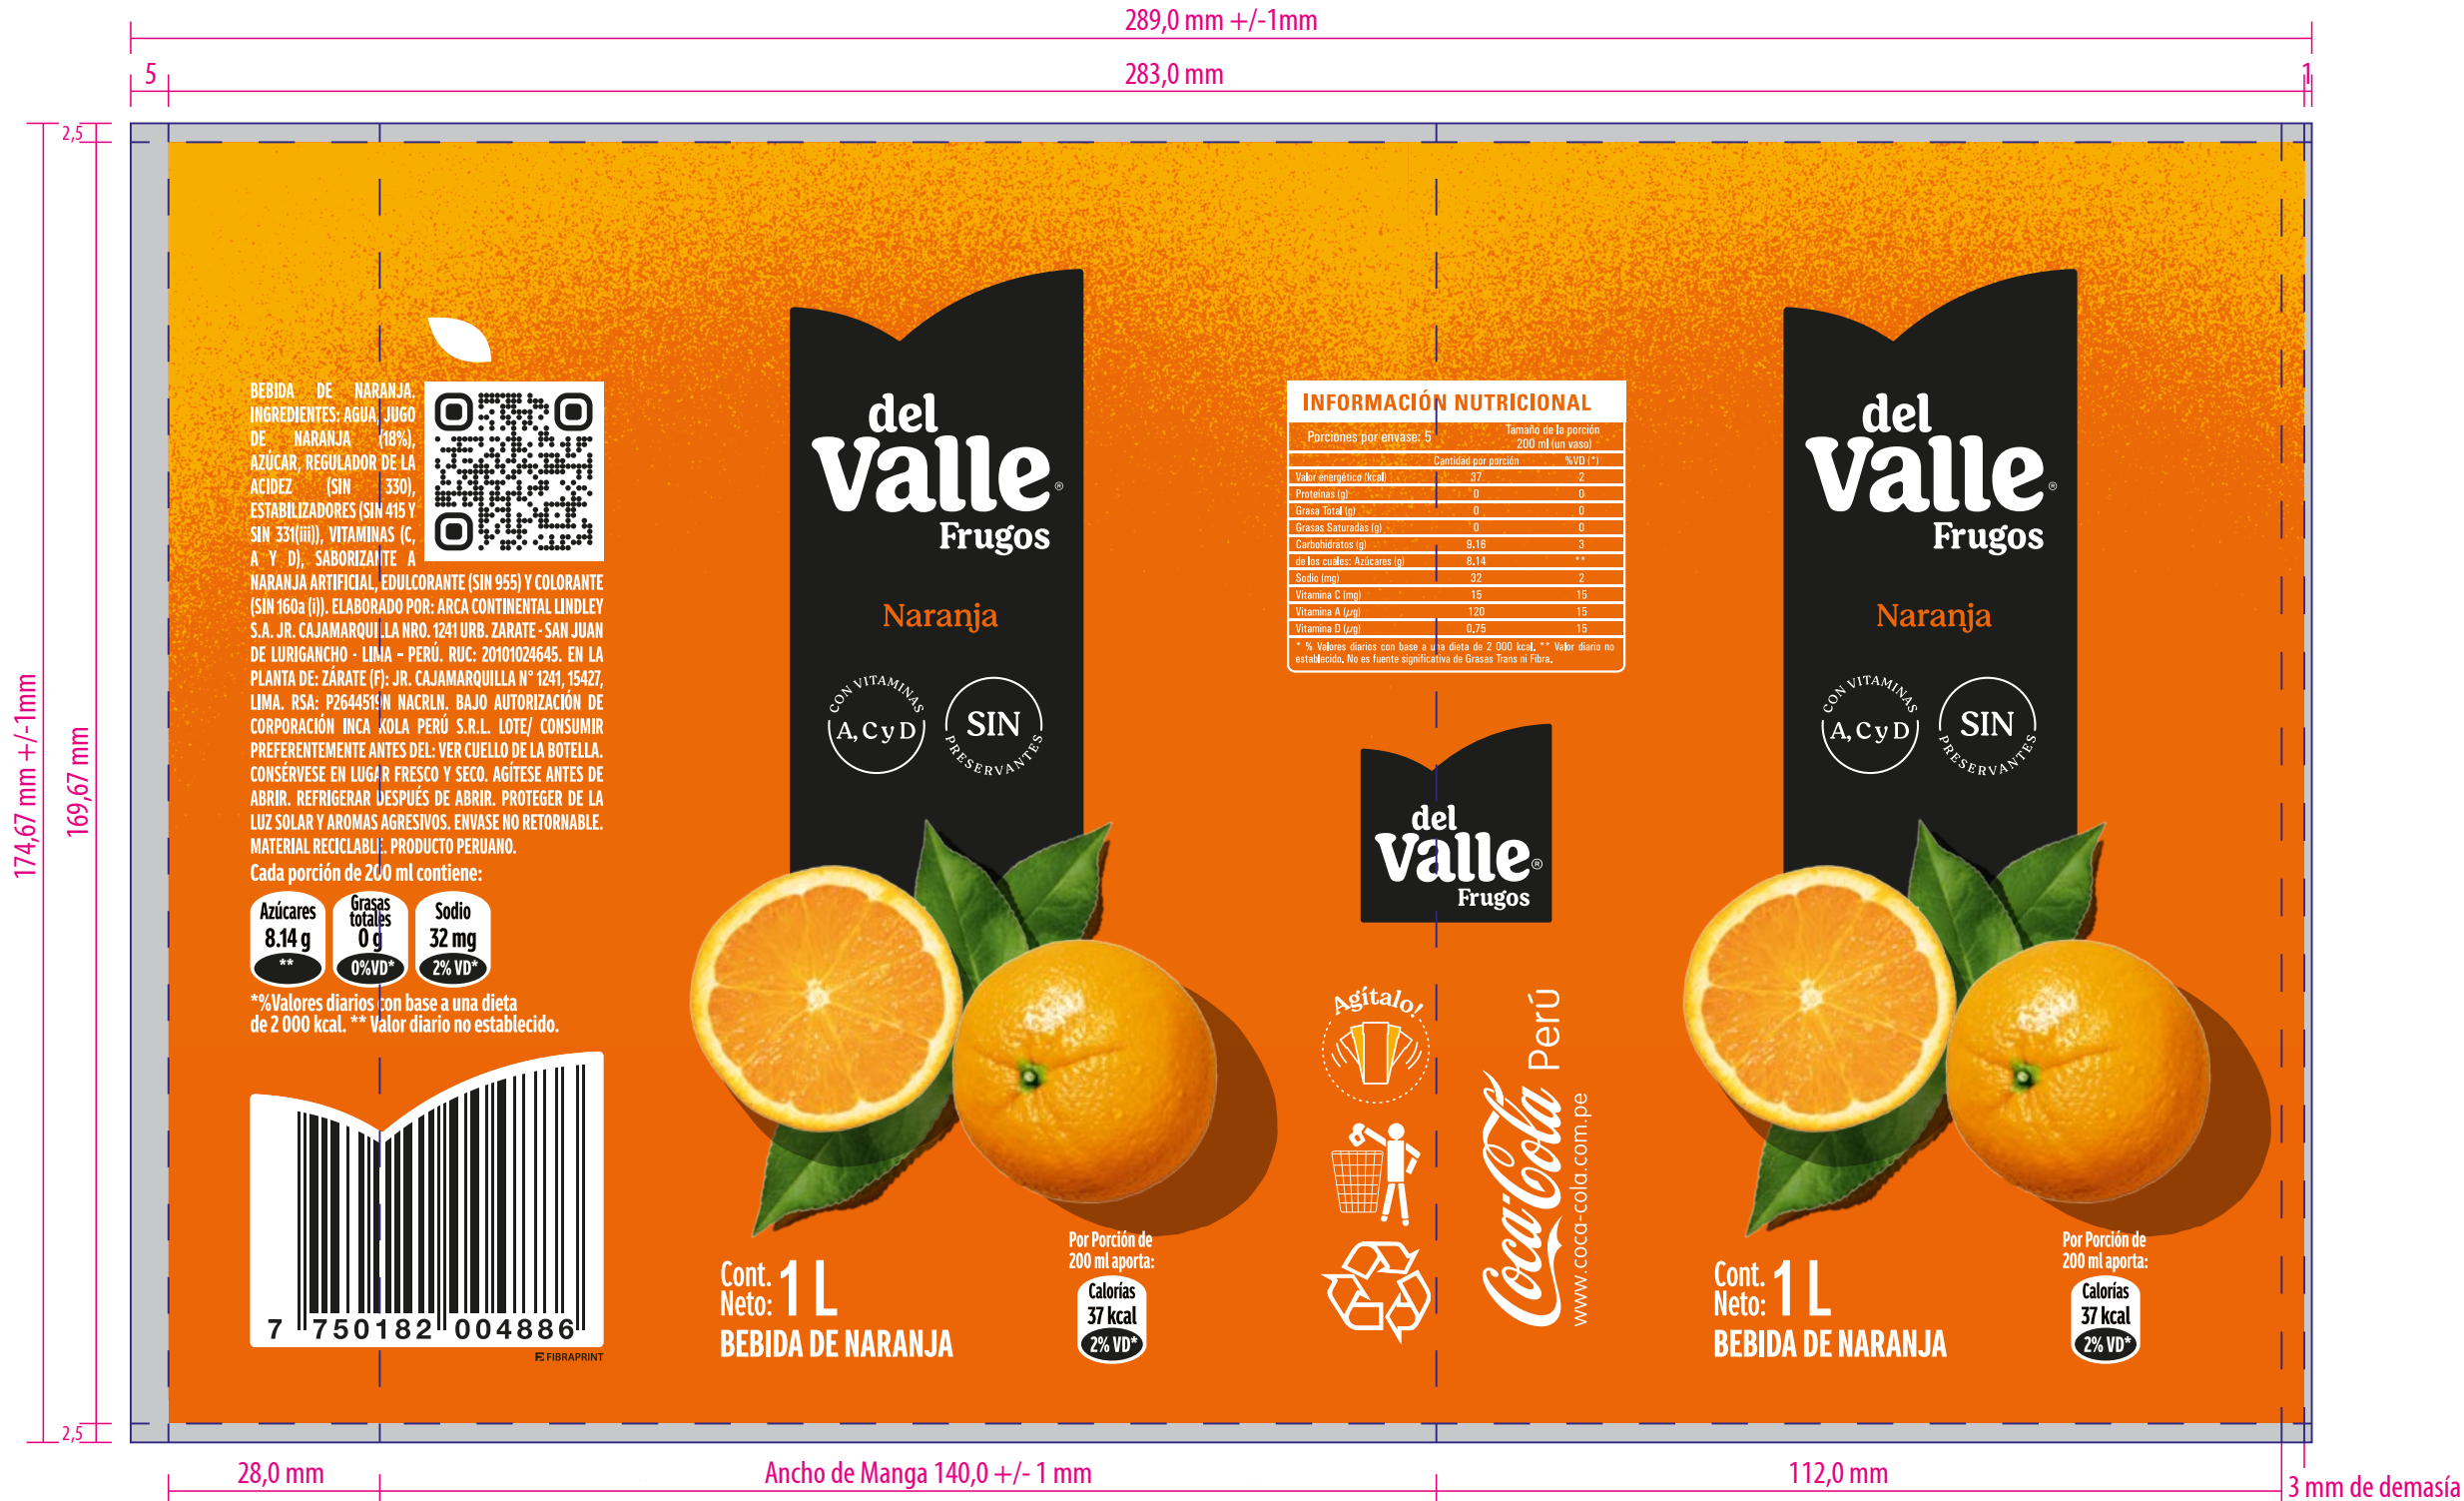 289,0 mm +/-1mm
5
283,0 mm
1
2,5
174,67 mm +/-1mm
169,67 mm
2,5
BEBIDA DE NARANJA.
INGREDIENTES: AGUA, JUGO
DE NARANJA (18%),
AZÚCAR, REGULADOR DE LA
ACIDEZ (SIN 330),
ESTABILIZADORES (SIN 415 Y
SIN 331(iii)), VITAMINAS (C,
A Y D), SABORIZANTE A
NARANJA ARTIFICIAL, EDULCORANTE (SIN 955) Y COLORANTE
(SIN 160a (i)). ELABORADO POR: ARCA CONTINENTAL LINDLEY
S.A. JR. CAJAMARQUILLA NRO. 1241 URB. ZARATE - SAN JUAN
DE LURIGANCHO - LIMA – PERÚ. RUC: 20101024645. EN LA
PLANTA DE: ZÁRATE (F): JR. CAJAMARQUILLA N° 1241, 15427,
LIMA. RSA: P2644519N NACRLN. BAJO AUTORIZACIÓN DE
CORPORACIÓN INCA KOLA PERÚ S.R.L. LOTE/ CONSUMIR
PREFERENTEMENTE ANTES DEL: VER CUELLO DE LA BOTELLA.
CONSÉRVESE EN LUGAR FRESCO Y SECO. AGÍTESE ANTES DE
ABRIR. REFRIGERAR DESPUÉS DE ABRIR. PROTEGER DE LA
LUZ SOLAR Y AROMAS AGRESIVOS. ENVASE NO RETORNABLE.
MATERIAL RECICLABLE. PRODUCTO PERUANO.
Cada porción de 200 ml contiene:
Azúcares
8.14 g
**
Grasas
totales
0 g
0%VD*
Sodio
32 mg
2% VD*
*%Valores diarios con base a una dieta
de 2 000 kcal. ** Valor diario no establecido.
7 750182 004886
FIBRAPRINT
del
Valle®
Frugos
Naranja
CON VITAMINAS
A, C y D
SIN
PRESERVANTES
Cont.
Neto: 1 L
BEBIDA DE NARANJA
Por Porción de
200 ml aporta:
Calorías
37 kcal
2% VD*
INFORMACIÓN NUTRICIONAL
Porciones por envase: 5 Tamaño de la porción
200 ml (un vaso)
Cantidad por porción %VD (*)
Valor energético (kcal) 37 2
Proteínas (g) 0 0
Grasa Total (g) 0 0
Grasas Saturadas (g) 0 0
Carbohidratos (g) 9.16 3
de los cuales: Azúcares (g) 8.14 **
Sodio (mg) 32 2
Vitamina C (mg) 15 15
Vitamina A (µg) 120 15
Vitamina D (µg) 0.75 15
* % Valores diarios con base a una dieta de 2 000 kcal. ** Valor diario no
establecido. No es fuente significativa de Grasas Trans ni Fibra.
del
Valle®
Frugos
Agítalo!
Coca-Cola Perú
www.coca-cola.com.pe
del
Valle®
Frugos
Naranja
CON VITAMINAS
A, C y D
SIN
PRESERVANTES
Cont.
Neto: 1 L
BEBIDA DE NARANJA
Por Porción de
200 ml aporta:
Calorías
37 kcal
2% VD*
28,0 mm
Ancho de Manga 140,0 +/- 1 mm
112,0 mm
3 mm de demasía